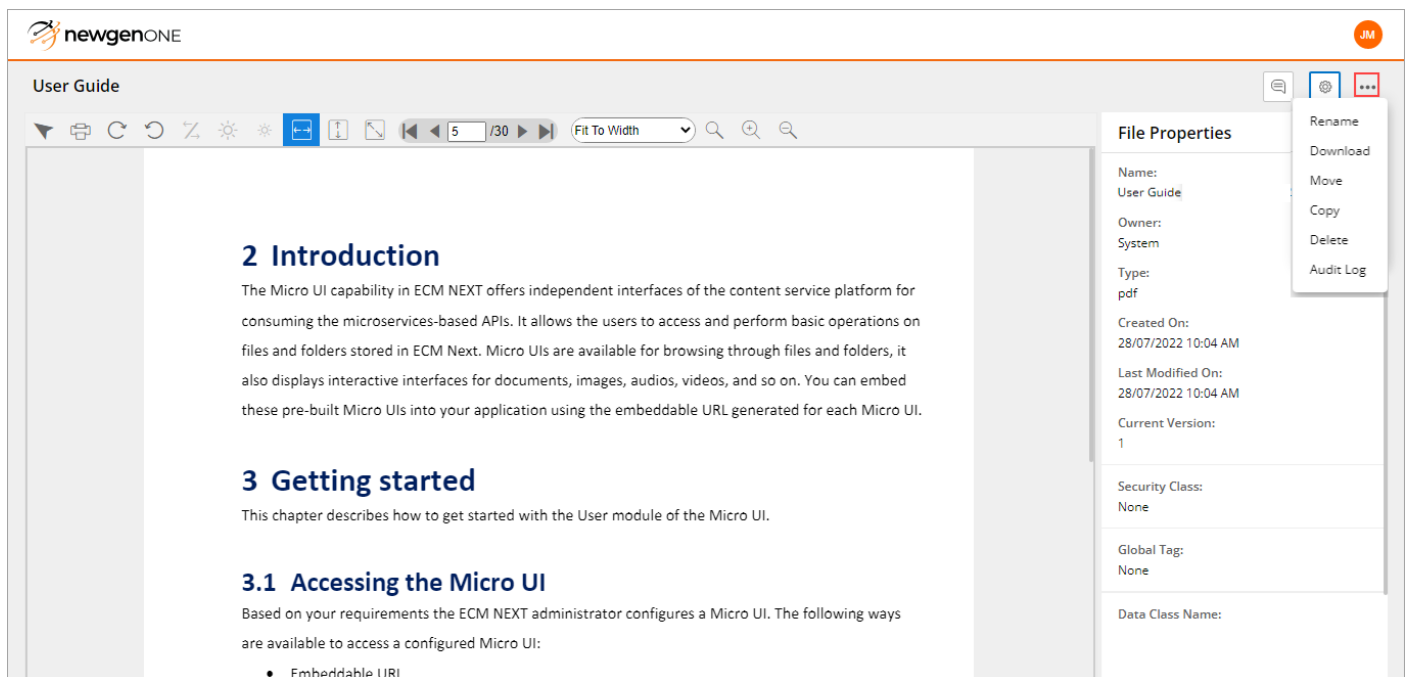 newgenONE
JM
User Guide
5 /30
Fit To Width
2 Introduction
The Micro UI capability in ECM NEXT offers independent interfaces of the content service platform for
consuming the microservices-based APIs. It allows the users to access and perform basic operations on
files and folders stored in ECM Next. Micro UIs are available for browsing through files and folders, it
also displays interactive interfaces for documents, images, audios, videos, and so on. You can embed
these pre-built Micro UIs into your application using the embeddable URL generated for each Micro UI.
3 Getting started
This chapter describes how to get started with the User module of the Micro UI.
3.1 Accessing the Micro UI
Based on your requirements the ECM NEXT administrator configures a Micro UI. The following ways
are available to access a configured Micro UI:
• Embeddable URL
File Properties
Name:
User Guide
Owner:
System
Type:
pdf
Created On:
28/07/2022 10:04 AM
Last Modified On:
28/07/2022 10:04 AM
Current Version:
1
Security Class:
None
Global Tag:
None
Data Class Name:
Rename
Download
Move
Copy
Delete
Audit Log